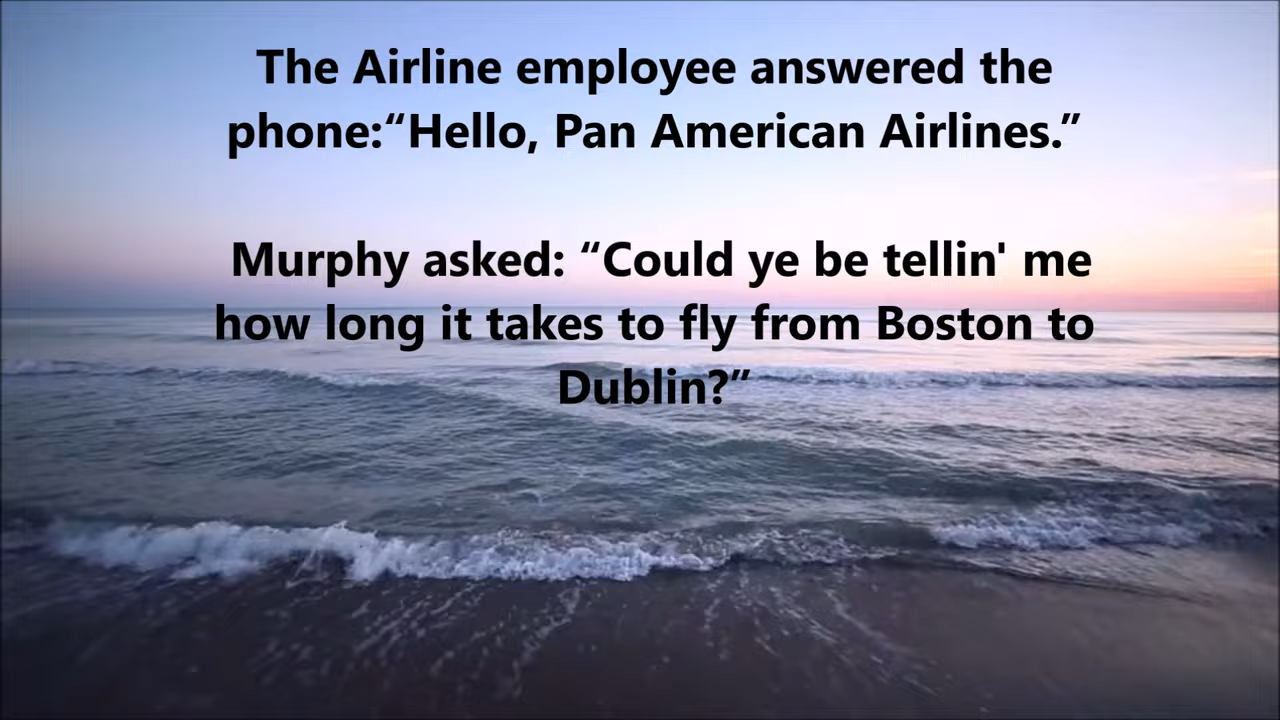 The Airline employee answered the
phone:“Hello, Pan American Airlines.”
Murphy asked: “Could ye be tellin' me
how long it takes to fly from Boston to
Dublin?”